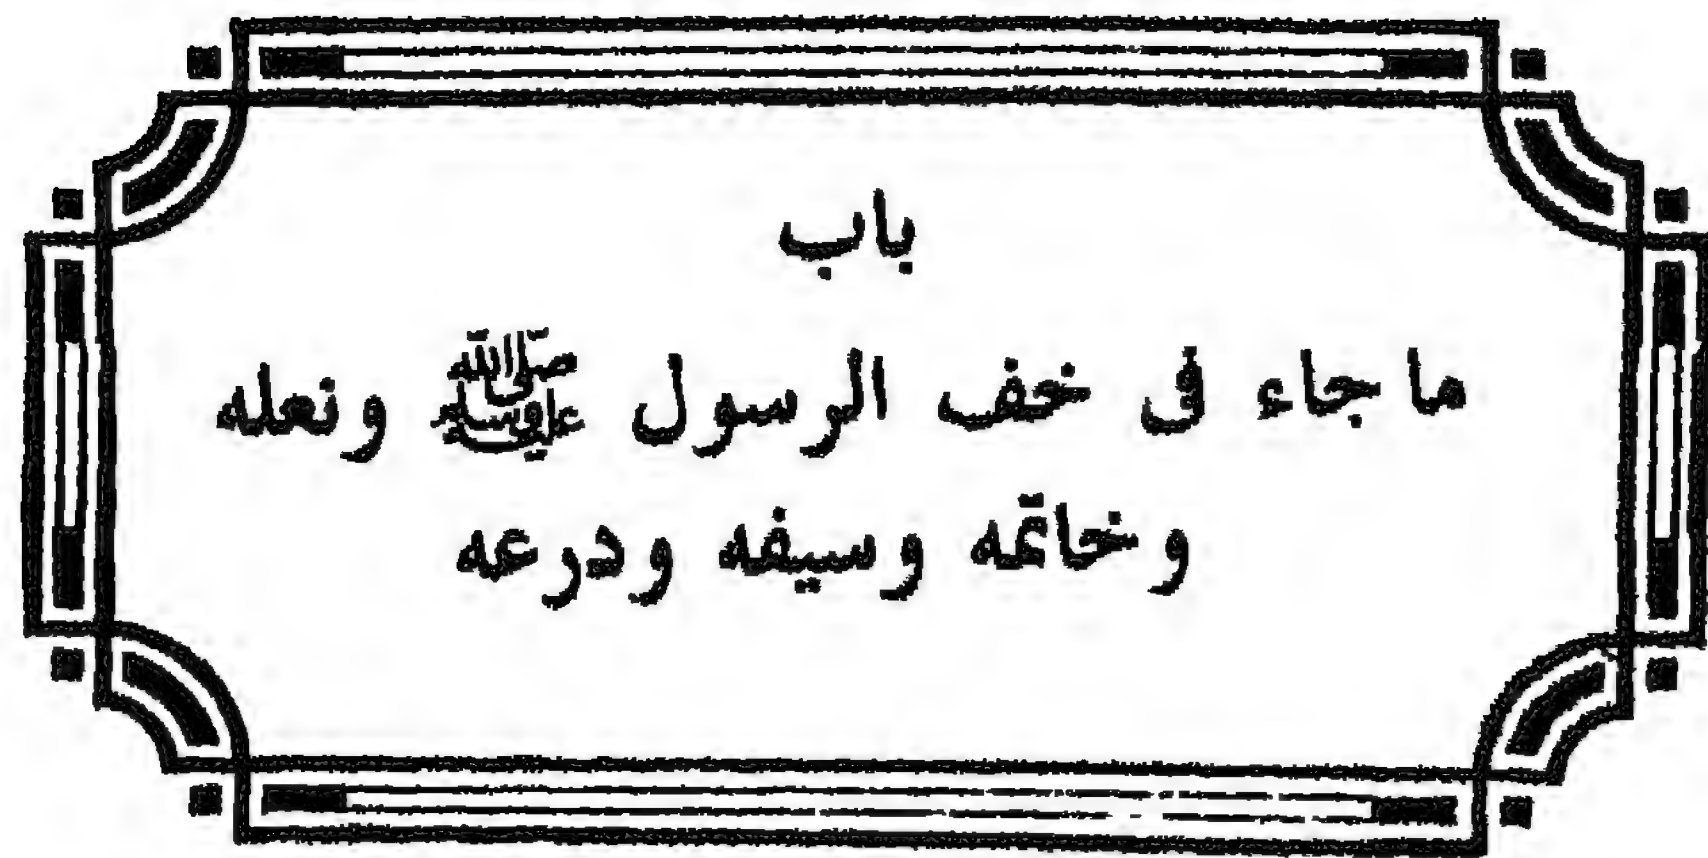 باب
ما جاء فى خف الرسول ﷺ ونعله
وخاتمه وسيفه ودرعه